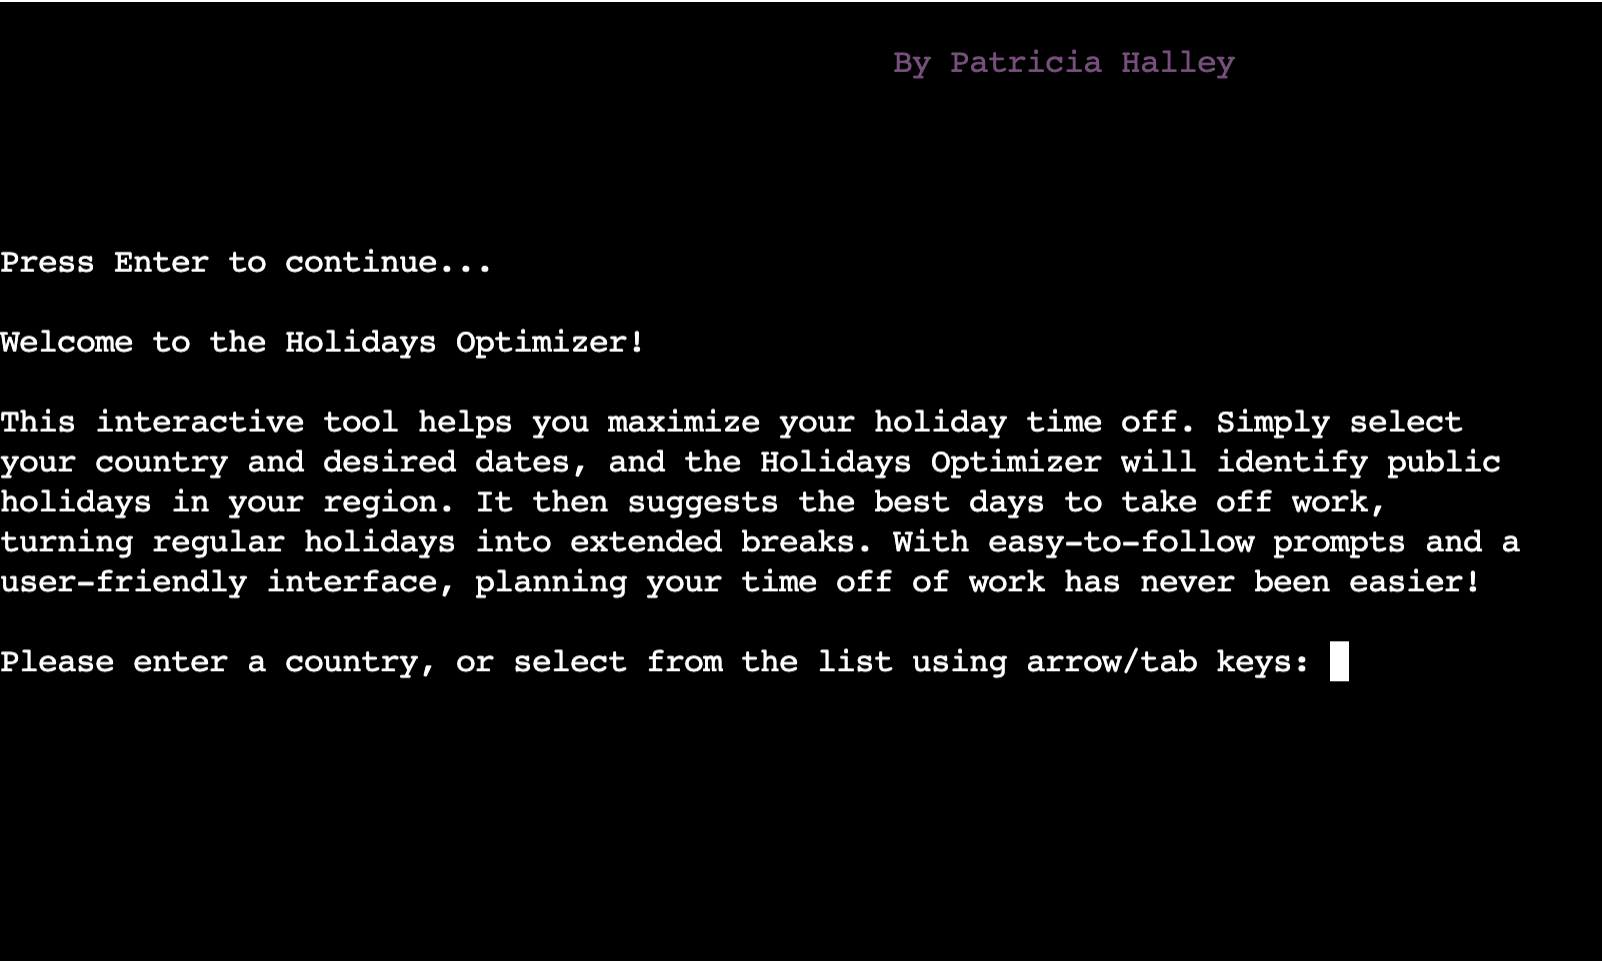 By Patricia Halley
Press Enter to continue...
Welcome to the Holidays Optimizer!
This interactive tool helps you maximize your holiday time off. Simply select
your country and desired dates, and the Holidays Optimizer will identify public
holidays in your region. It then suggests the best days to take off work,
turning regular holidays into extended breaks. With easy-to-follow prompts and a
user-friendly interface, planning your time off of work has never been easier!
Please enter a country, or select from the list using arrow/tab keys: